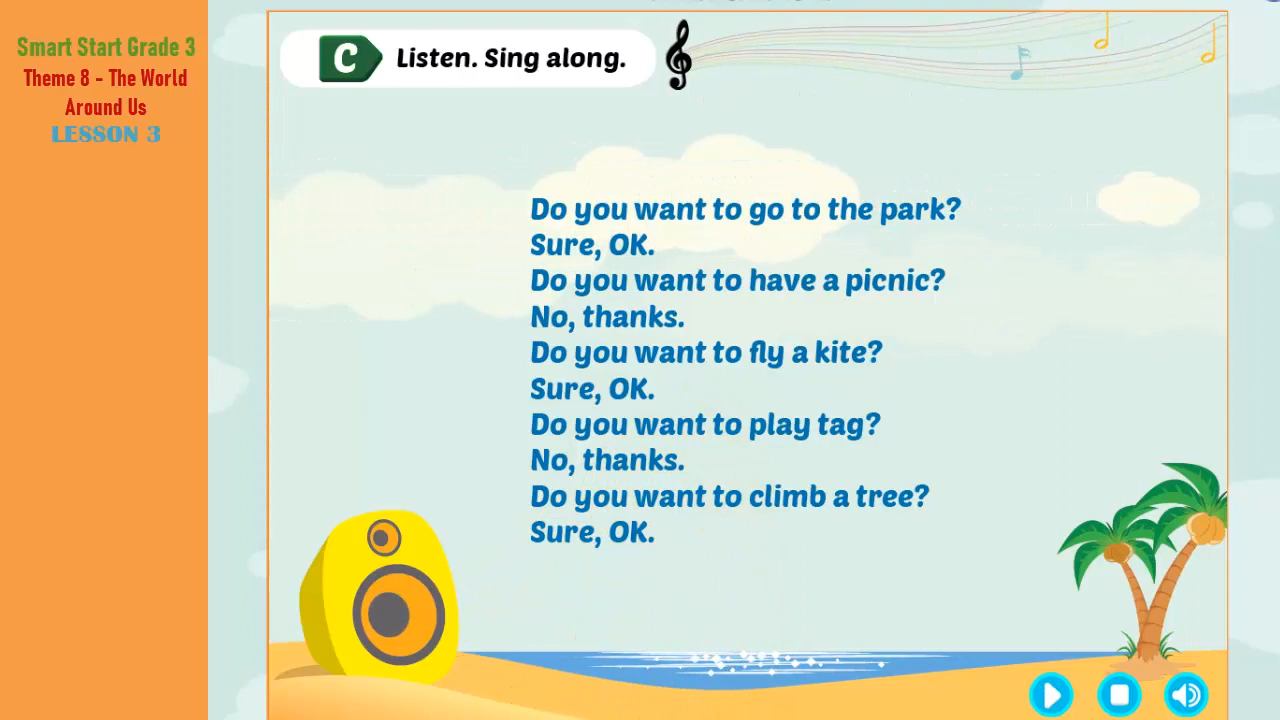 Smart Start Grade 3
Theme 8 - The World
Around Us
LESSON 3
C Listen. Sing along.
Do you want to go to the park?
Sure, OK.
Do you want to have a picnic?
No, thanks.
Do you want to fly a kite?
Sure, OK.
Do you want to play tag?
No, thanks.
Do you want to climb a tree?
Sure, OK.